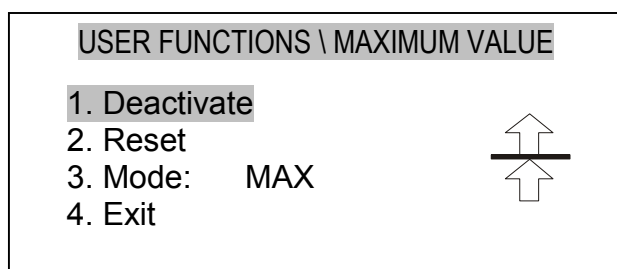 USER FUNCTIONS \ MAXIMUM VALUE
1. Deactivate
2. Reset
3. Mode: MAX
4. Exit